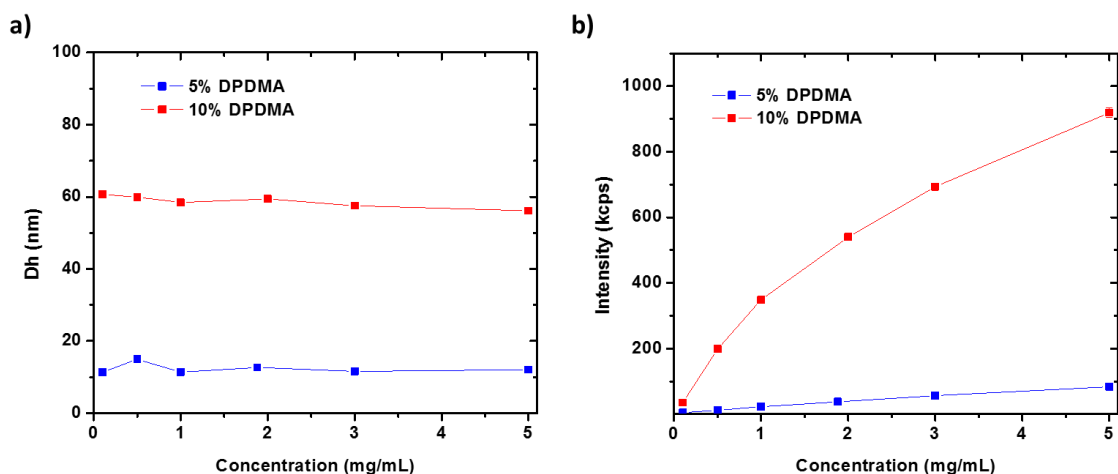 a)
100
80
60
40
20
0
Dh (nm)
5% DPDMA
10% DPDMA
0 1 2 3 4 5
Concentration (mg/mL)
b)
1000
800
600
400
200
Intensity (kcps)
5% DPDMA
10% DPDMA
0 1 2 3 4 5
Concentration (mg/mL)